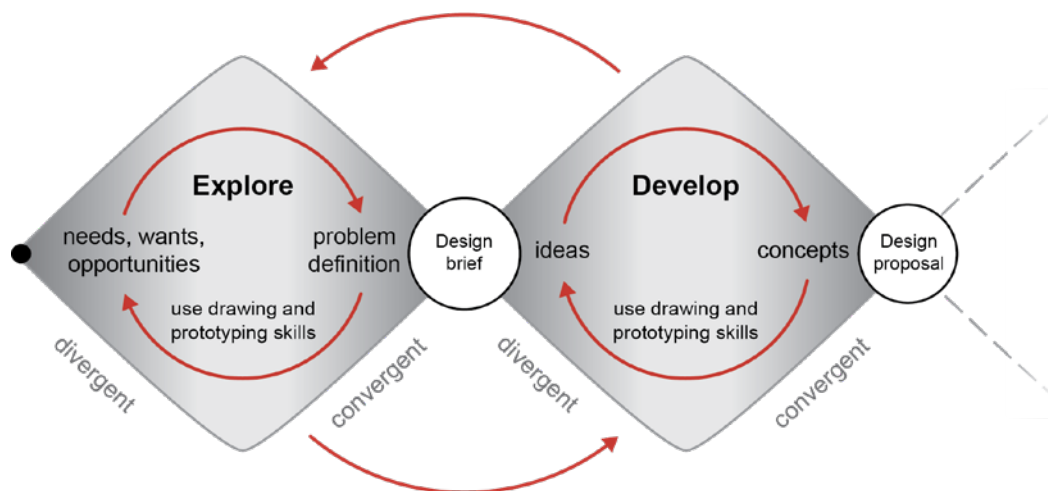 Explore
needs, wants,
opportunities
problem
definition
use drawing and
prototyping skills
divergent
convergent
Design
brief
Develop
ideas
concepts
use drawing and
prototyping skills
divergent
convergent
Design
proposal